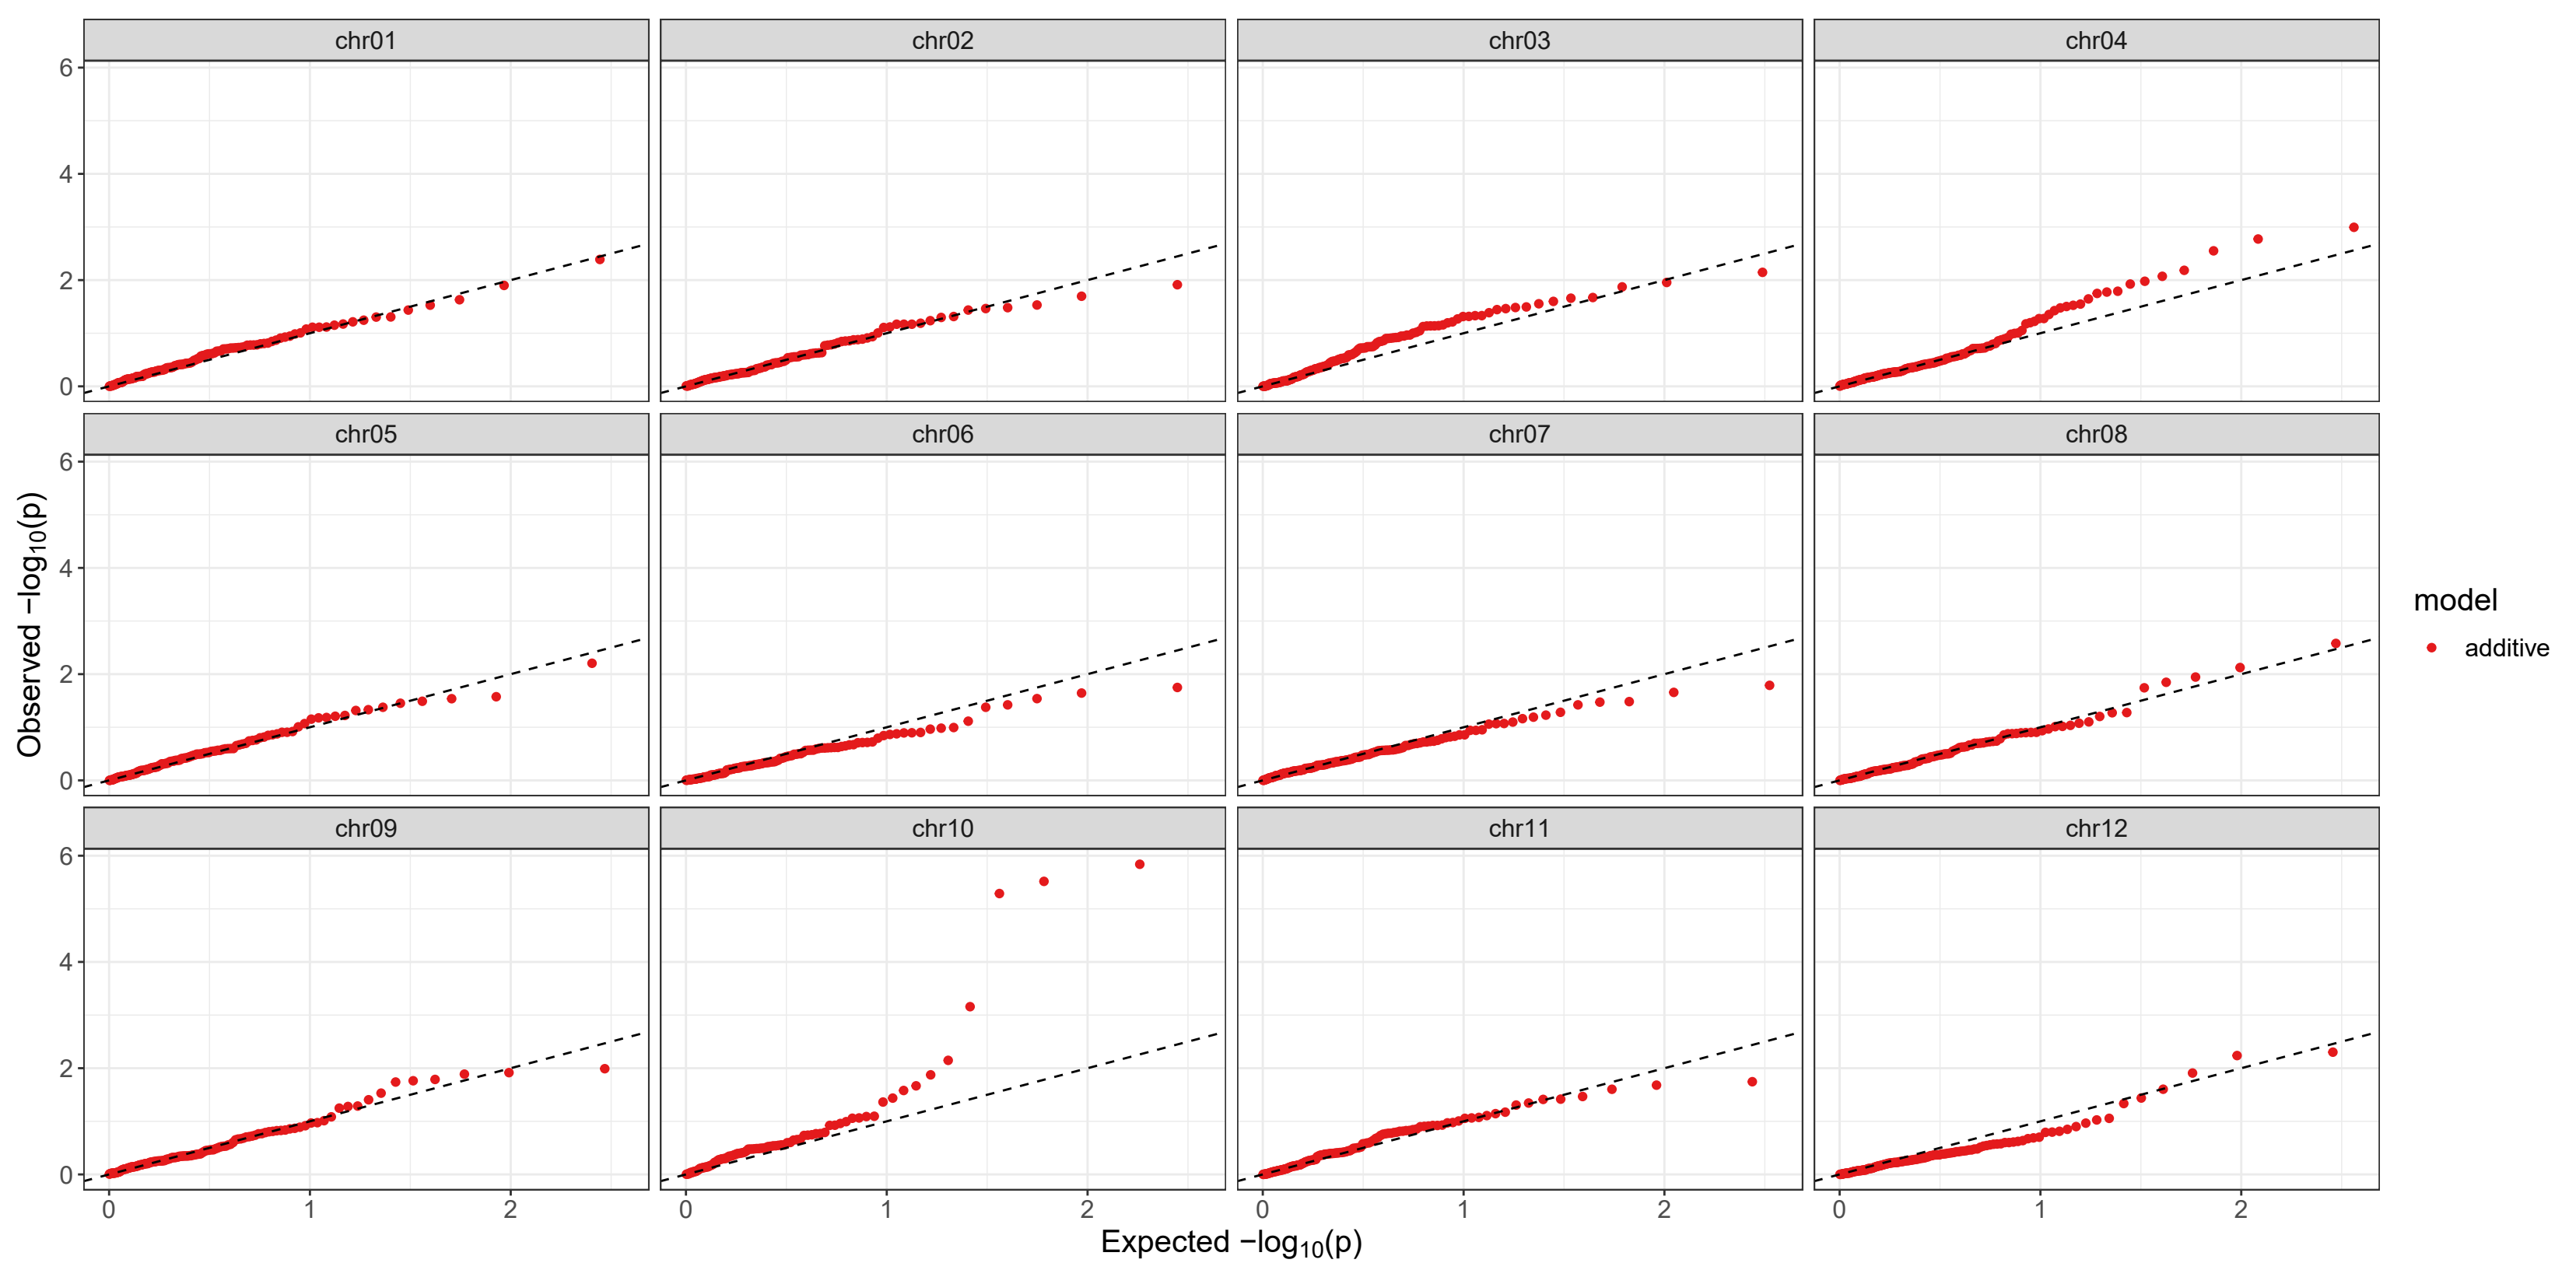 chr01 chr02 chr03 chr04
6
4
2
0
chr05 chr06 chr07 chr08
6
4
2
0
chr09 chr10 chr11 chr12
6
4
2
0
0 1 2 0 1 2 0 1 2 0 1 2
Expected −log10(p)
Observed −log10(p)
model
additive